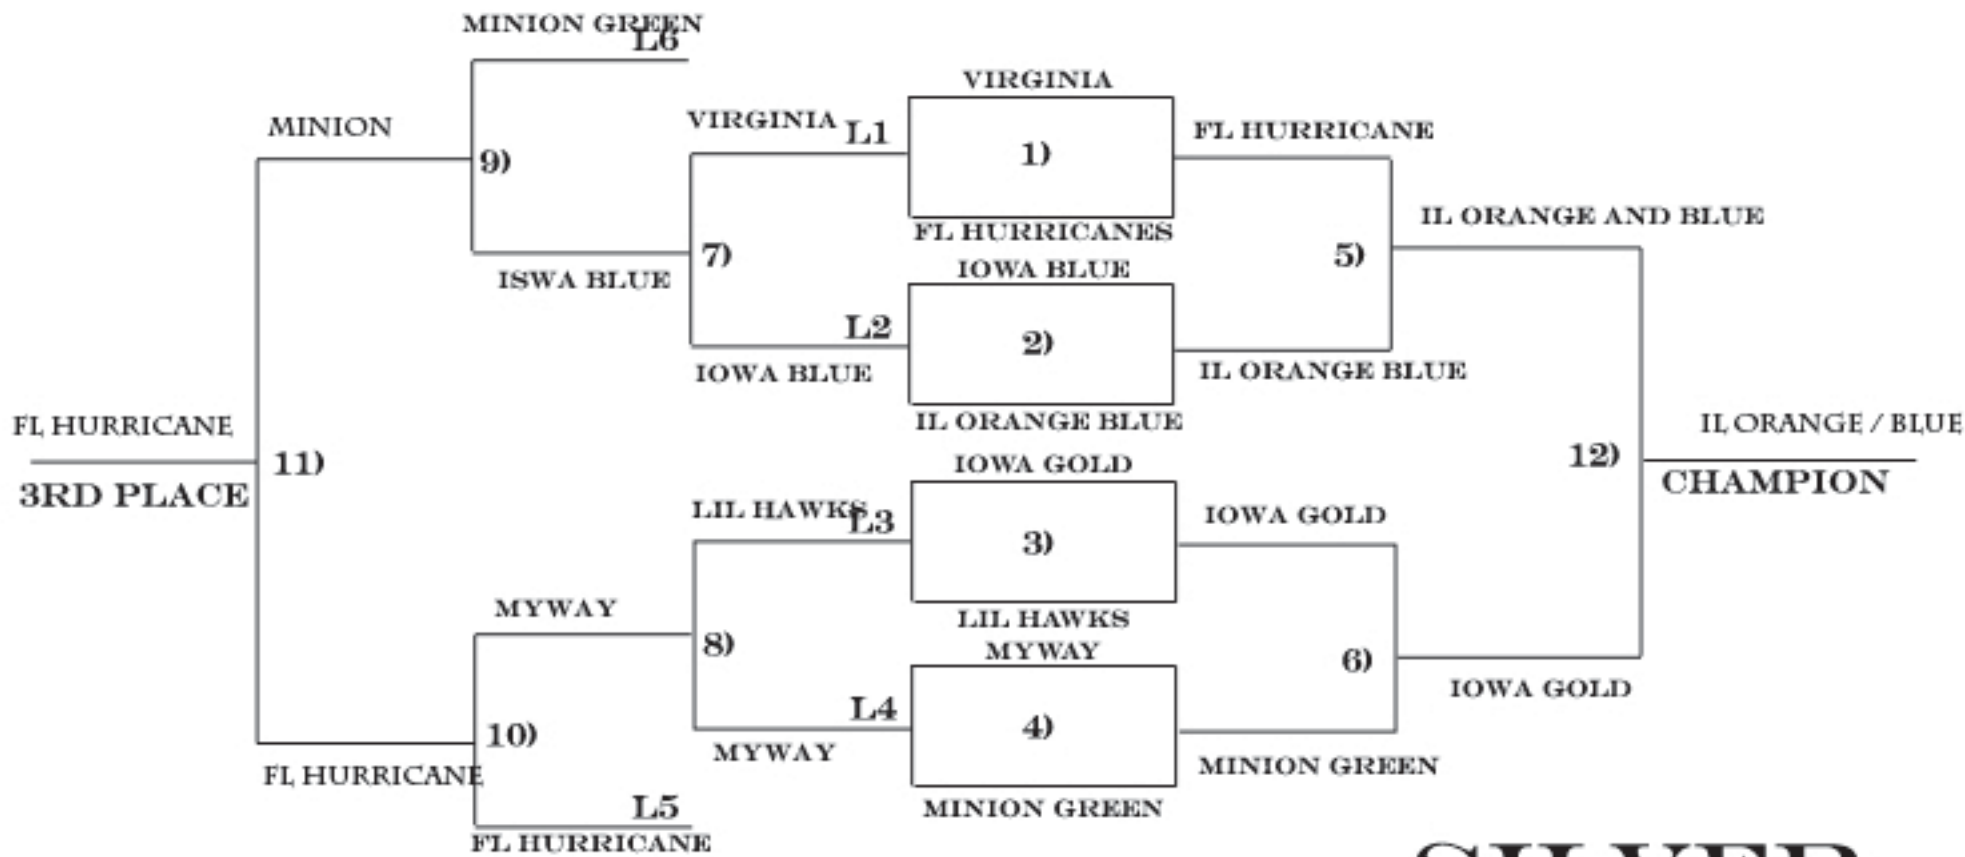 MINION GREEN
L6
VIRGINIA
VIRGINIA
L1
MINION
FL HURRICANE
9)
1)
IL ORANGE AND BLUE
FL HURRICANES
7)
5)
IOWA BLUE
ISWA BLUE
L2
2)
IOWA BLUE
IL ORANGE BLUE
IL ORANGE BLUE
FL HURRICANE
IL ORANGE / BLUE
11)
12)
3RD PLACE
CHAMPION
IOWA GOLD
LIL HAWKS
L3
IOWA GOLD
3)
MYWAY
LIL HAWKS
8)
MYWAY
6)
IOWA GOLD
L4
4)
10)
MYWAY
MINION GREEN
FL HURRICANE
L5
MINION GREEN
FL HURRICANE
SILVER